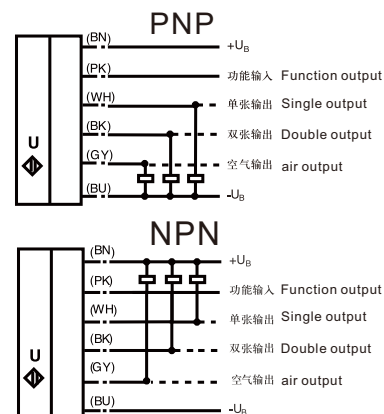 PNP
(BN) +UB
(PK) 功能输入 Function output
(WH) 单张输出 Single output
(BK) 双张输出 Double output
U
(GY) 空气输出 air output
(BU) -UB
NPN
(BN) +UB
(PK) 功能输入 Function output
(WH) 单张输出 Single output
(BK) 双张输出 Double output
U
(GY) 空气输出 air output
(BU) -UB